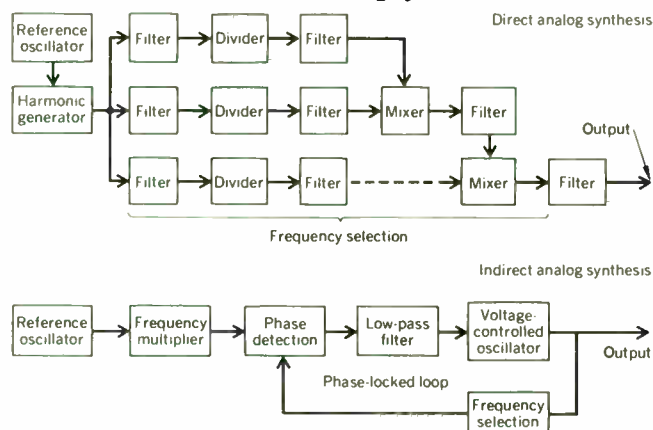 Direct analog synthesis
Reference
oscillator
Filter
Divider
Filter
Harmonic
generator
Filter
Divider
Filter
Mixer
Filter
Output
Filter
Divider
Filter
Mixer
Filter
Frequency selection
Indirect analog synthesis
Reference
oscillator
Frequency
multiplier
Phase
detection
Low-pass
filter
Voltage-
controlled
oscillator
Output
Phase-locked loop
Frequency
selection